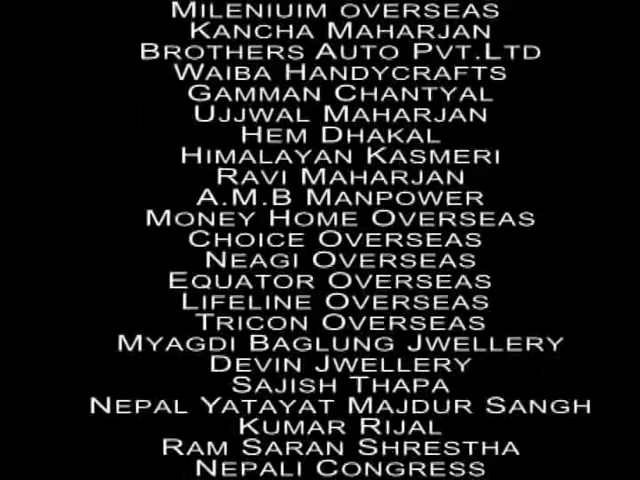 MILENIUIM OVERSEAS
KANCHA MAHARJAN
BROTHERS AUTO PVT.LTD
WAIBA HANDYCRAFTS
GAMMAN CHANTYAL
UJJWAL MAHARJAN
HEM DHAKAL
HIMALAYAN KASMERI
RAVI MAHARJAN
A.M.B MANPOWER
MONEY HOME OVERSEAS
CHOICE OVERSEAS
NEAGI OVERSEAS
EQUATOR OVERSEAS
LIFELINE OVERSEAS
TRICON OVERSEAS
MYAGDI BAGLUNG JWELLERY
DEVIN JWELLERY
SAJISH THAPA
NEPAL YATAYAT MAJDUR SANGH
KUMAR RIJAL
RAM SARAN SHRESTHA
NEPALI CONGRESS